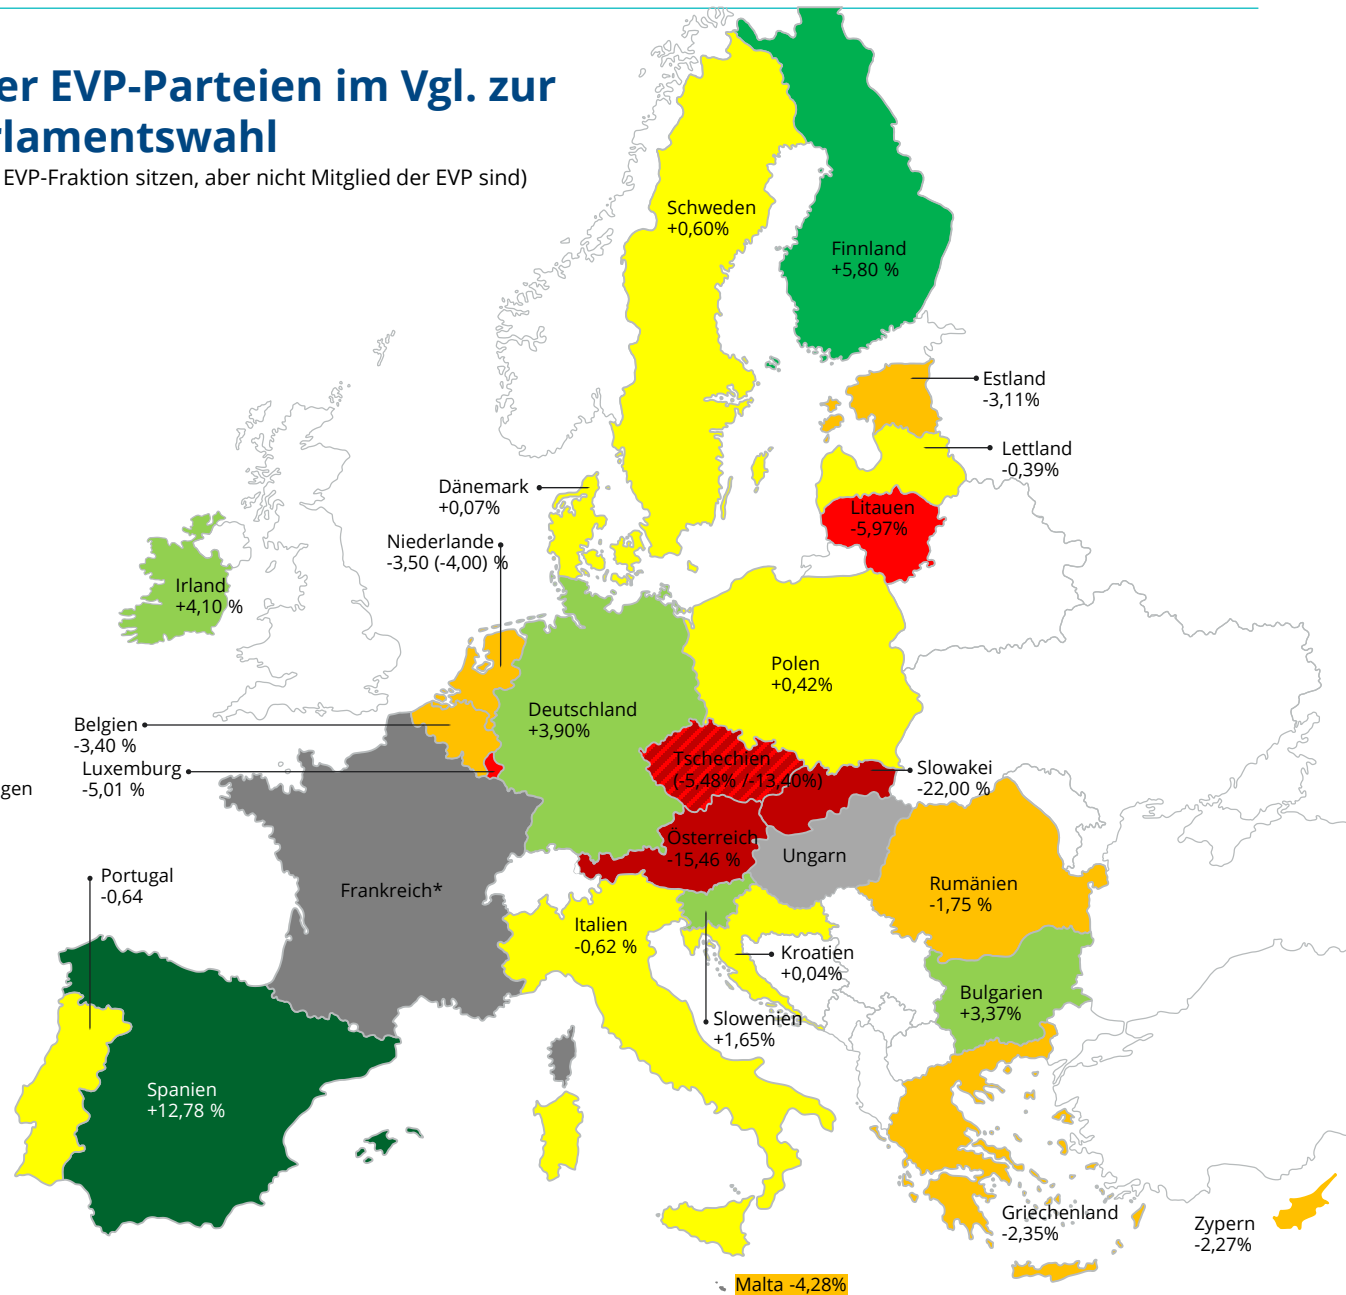 er EVP-Parteien im Vgl. zur
rlamentswahl
EVP-Fraktion sitzen, aber nicht Mitglied der EVP sind)
Schweden
+0,60%
Finnland
+5,80 %
Estland
-3,11%
Lettland
-0,39%
Litauen
-5,97%
Dänemark
+0,07%
Niederlande
-3,50 (-4,00) %
Irland
+4,10 %
Polen
+0,42%
Deutschland
+3,90%
Belgien
-3,40 %
Luxemburg
-5,01 %
gen
Tschechien
(-5,48% /-13,40%)
Slowakei
-22,00 %
Österreich
-15,46 %
Ungarn
Frankreich*
Rumänien
-1,75 %
Portugal
-0,64
Italien
-0,62 %
Kroatien
+0,04%
Bulgarien
+3,37%
Slowenien
+1,65%
Spanien
+12,78 %
Griechenland
-2,35%
Zypern
-2,27%
Malta -4,28%